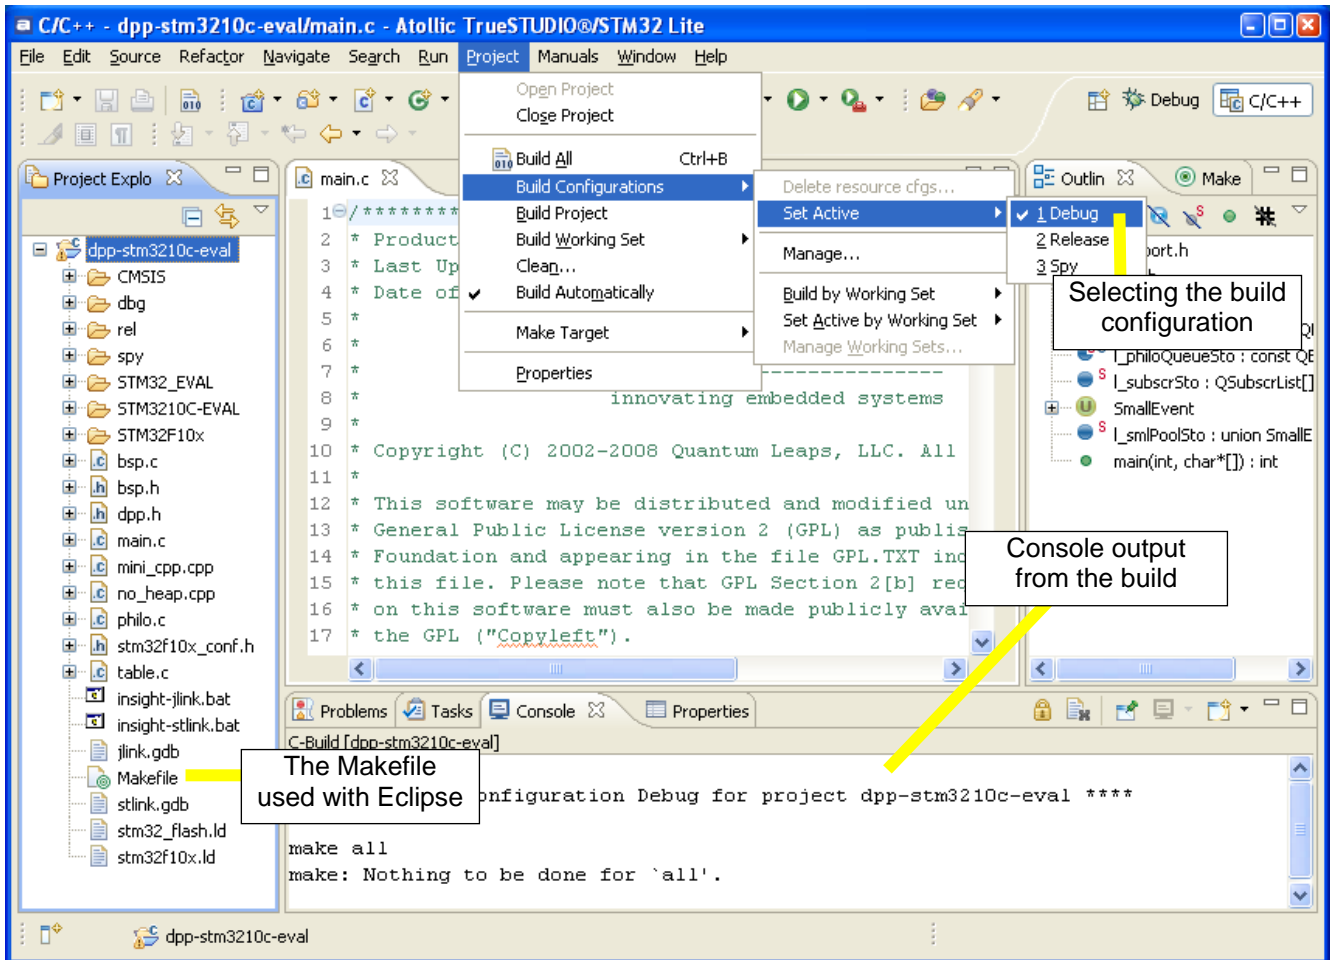 C/C++ - dpp-stm3210c-eval/main.c - Atollic TrueSTUDIO®/STM32 Lite
File Edit Source Refactor Navigate Search Run Project Manuals Window Help
Open Project
Close Project
Build All Ctrl+B
Build Configurations
Build Project
Build Working Set
Clean...
Build Automatically
Make Target
Properties
Delete resource cfgs...
Set Active
Manage...
Build by Working Set
Set Active by Working Set
Manage Working Sets...
1 Debug
2 Release
3 Spy
Debug C/C++
Selecting the build
configuration
Project Explo
dpp-stm3210c-eval
CMSIS
dbg
rel
spy
STM32_EVAL
STM3210C-EVAL
STM32F10x
bsp.c
bsp.h
dpp.h
main.c
mini_cpp.cpp
no_heap.cpp
philo.c
stm32f10x_conf.h
table.c
insight-jlink.bat
insight-stlink.bat
jlink.gdb
Makefile
stlink.gdb
stm32_flash.ld
stm32f10x.ld
The Makefile
used with Eclipse
main.c
1 /********
2 * Product
3 * Last Up
4 * Date of
5 *
6 *
7 * ---------------
8 * innovating embedded systems
9 *
10 * Copyright (C) 2002-2008 Quantum Leaps, LLC. All
11 *
12 * This software may be distributed and modified un
13 * General Public License version 2 (GPL) as publis
14 * Foundation and appearing in the file GPL.TXT inc
15 * this file. Please note that GPL Section 2[b] rec
16 * on this software must also be made publicly avai
17 * the GPL ("Copyleft").
Outlin Make
port.h
l_philoQueueSto : const QE
l_subscrSto : QSubscrList[]
SmallEvent
l_smlPoolSto : union SmallE
main(int, char*[]) : int
Console output
from the build
Problems Tasks Console Properties
C-Build [dpp-stm3210c-eval]
onfiguration Debug for project dpp-stm3210c-eval ****
make all
make: Nothing to be done for `all'.
dpp-stm3210c-eval